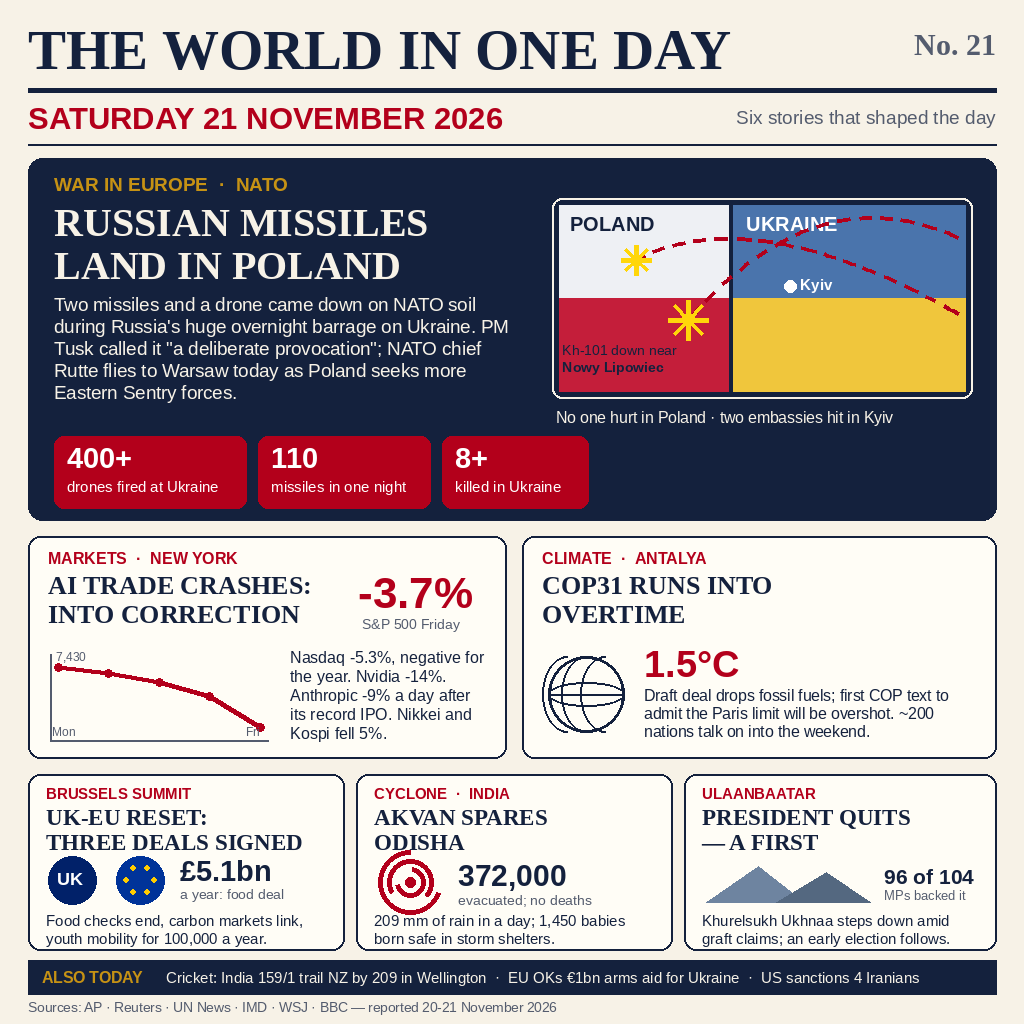 THE WORLD IN ONE DAY
No. 21
SATURDAY 21 NOVEMBER 2026
Six stories that shaped the day
WAR IN EUROPE · NATO
RUSSIAN MISSILES
LAND IN POLAND
Two missiles and a drone came down on NATO soil
during Russia's huge overnight barrage on Ukraine. PM
Tusk called it "a deliberate provocation"; NATO chief
Rutte flies to Warsaw today as Poland seeks more
Eastern Sentry forces.
POLAND
UKRAINE
Kyiv
Kh-101 down near
Nowy Lipowiec
No one hurt in Poland · two embassies hit in Kyiv
400+
drones fired at Ukraine
110
missiles in one night
8+
killed in Ukraine
MARKETS · NEW YORK
AI TRADE CRASHES:
INTO CORRECTION
-3.7%
S&P 500 Friday
7,430
Mon
Fri
Nasdaq -5.3%, negative for
the year. Nvidia -14%.
Anthropic -9% a day after
its record IPO. Nikkei and
Kospi fell 5%.
CLIMATE · ANTALYA
COP31 RUNS INTO
OVERTIME
1.5°C
Draft deal drops fossil fuels; first COP text to
admit the Paris limit will be overshot. ~200
nations talk on into the weekend.
BRUSSELS SUMMIT
UK-EU RESET:
THREE DEALS SIGNED
UK
£5.1bn
a year: food deal
Food checks end, carbon markets link,
youth mobility for 100,000 a year.
CYCLONE · INDIA
AKVAN SPARES
ODISHA
372,000
evacuated; no deaths
209 mm of rain in a day; 1,450 babies
born safe in storm shelters.
ULAANBAATAR
PRESIDENT QUITS
— A FIRST
96 of 104
MPs backed it
Khurelsukh Ukhnaa steps down amid
graft claims; an early election follows.
ALSO TODAY
Cricket: India 159/1 trail NZ by 209 in Wellington · EU OKs €1bn arms aid for Ukraine · US sanctions 4 Iranians
Sources: AP · Reuters · UN News · IMD · WSJ · BBC — reported 20-21 November 2026